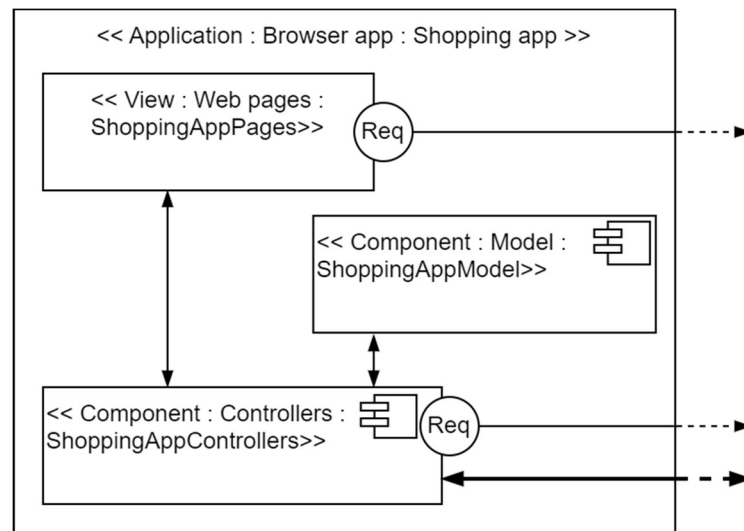 << Application : Browser app : Shopping app >>
<< View : Web pages :
ShoppingAppPages>>
Req
<< Component : Model :
ShoppingAppModel>>
<< Component : Controllers :
ShoppingAppControllers>>
Req